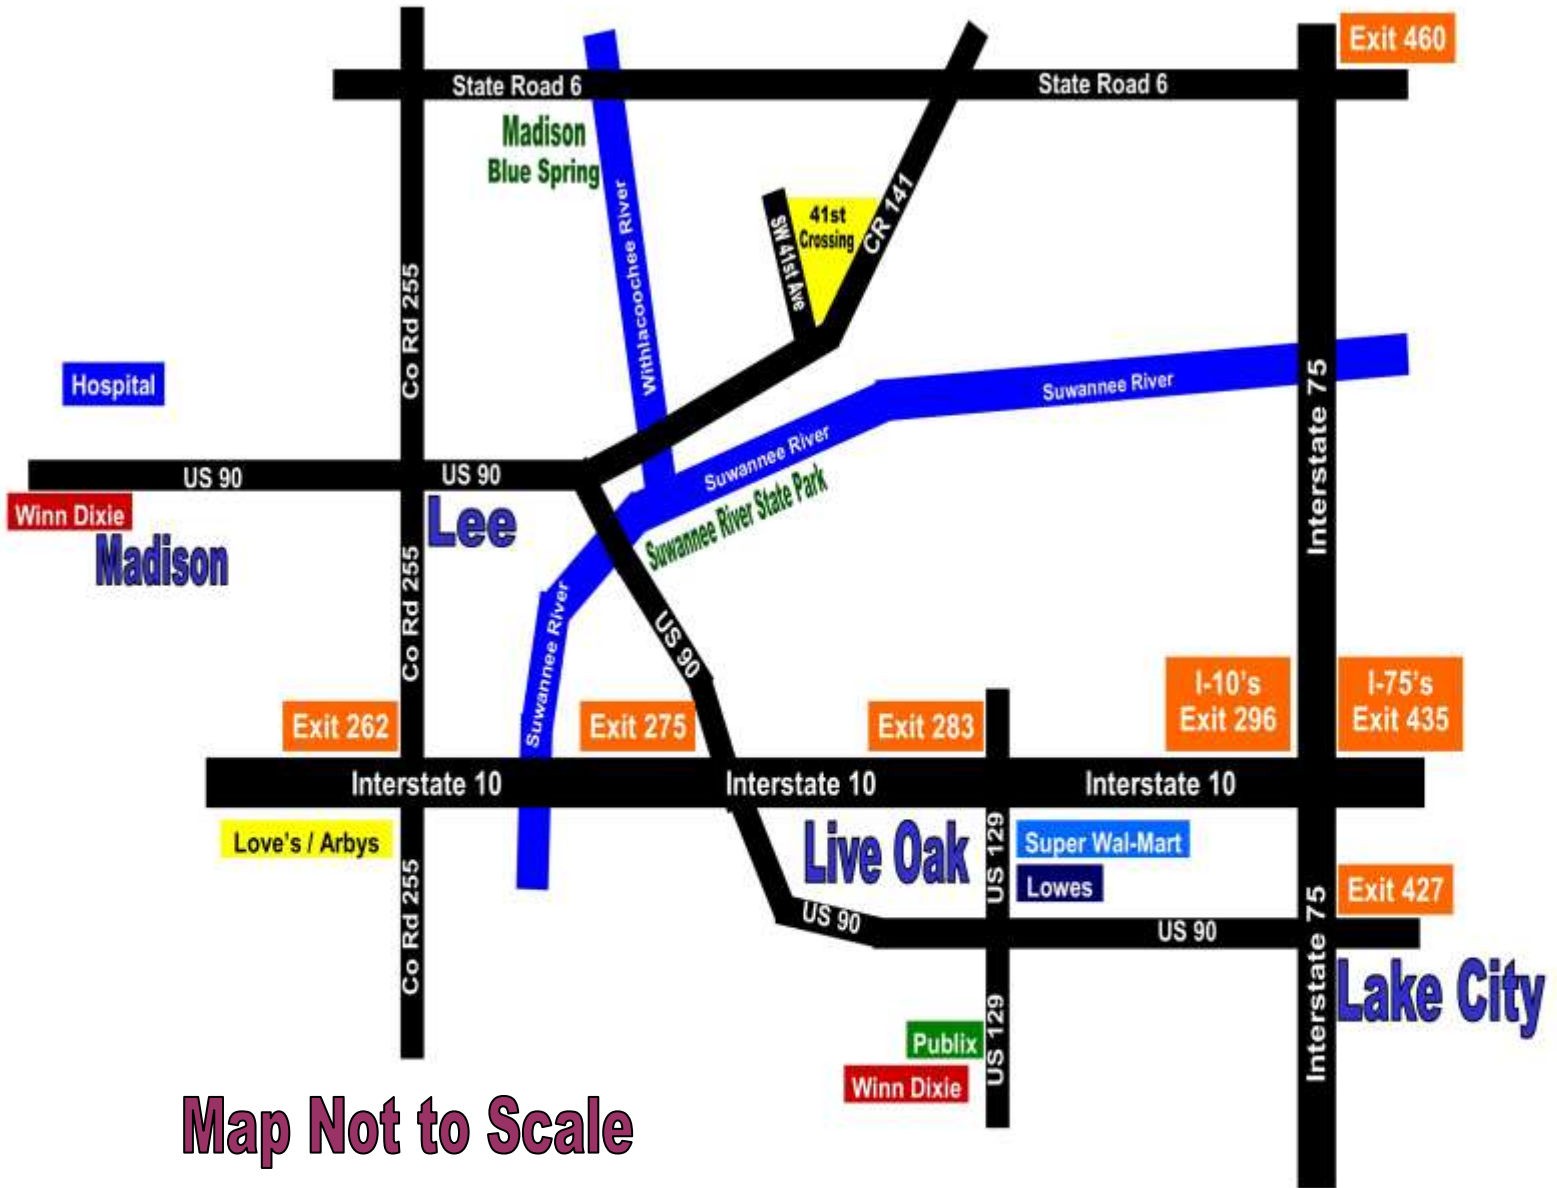 Exit 460
State Road 6
State Road 6
Madison
Blue Spring
Withlacoochee River
SW 41st Ave
41st
Crossing
CR 141
Co Rd 255
Hospital
Suwannee River
Interstate 75
US 90
US 90
Suwannee River
Suwannee River State Park
Winn Dixie
Madison
Lee
Co Rd 255
Suwannee River
US 90
I-10's
Exit 296
I-75's
Exit 435
Exit 262
Exit 275
Exit 283
Interstate 10
Interstate 10
Interstate 10
Love's / Arbys
Live Oak
US 129
Super Wal-Mart
Lowes
Exit 427
Co Rd 255
US 90
US 90
Interstate 75
Lake City
Publix
US 129
Winn Dixie
Map Not to Scale